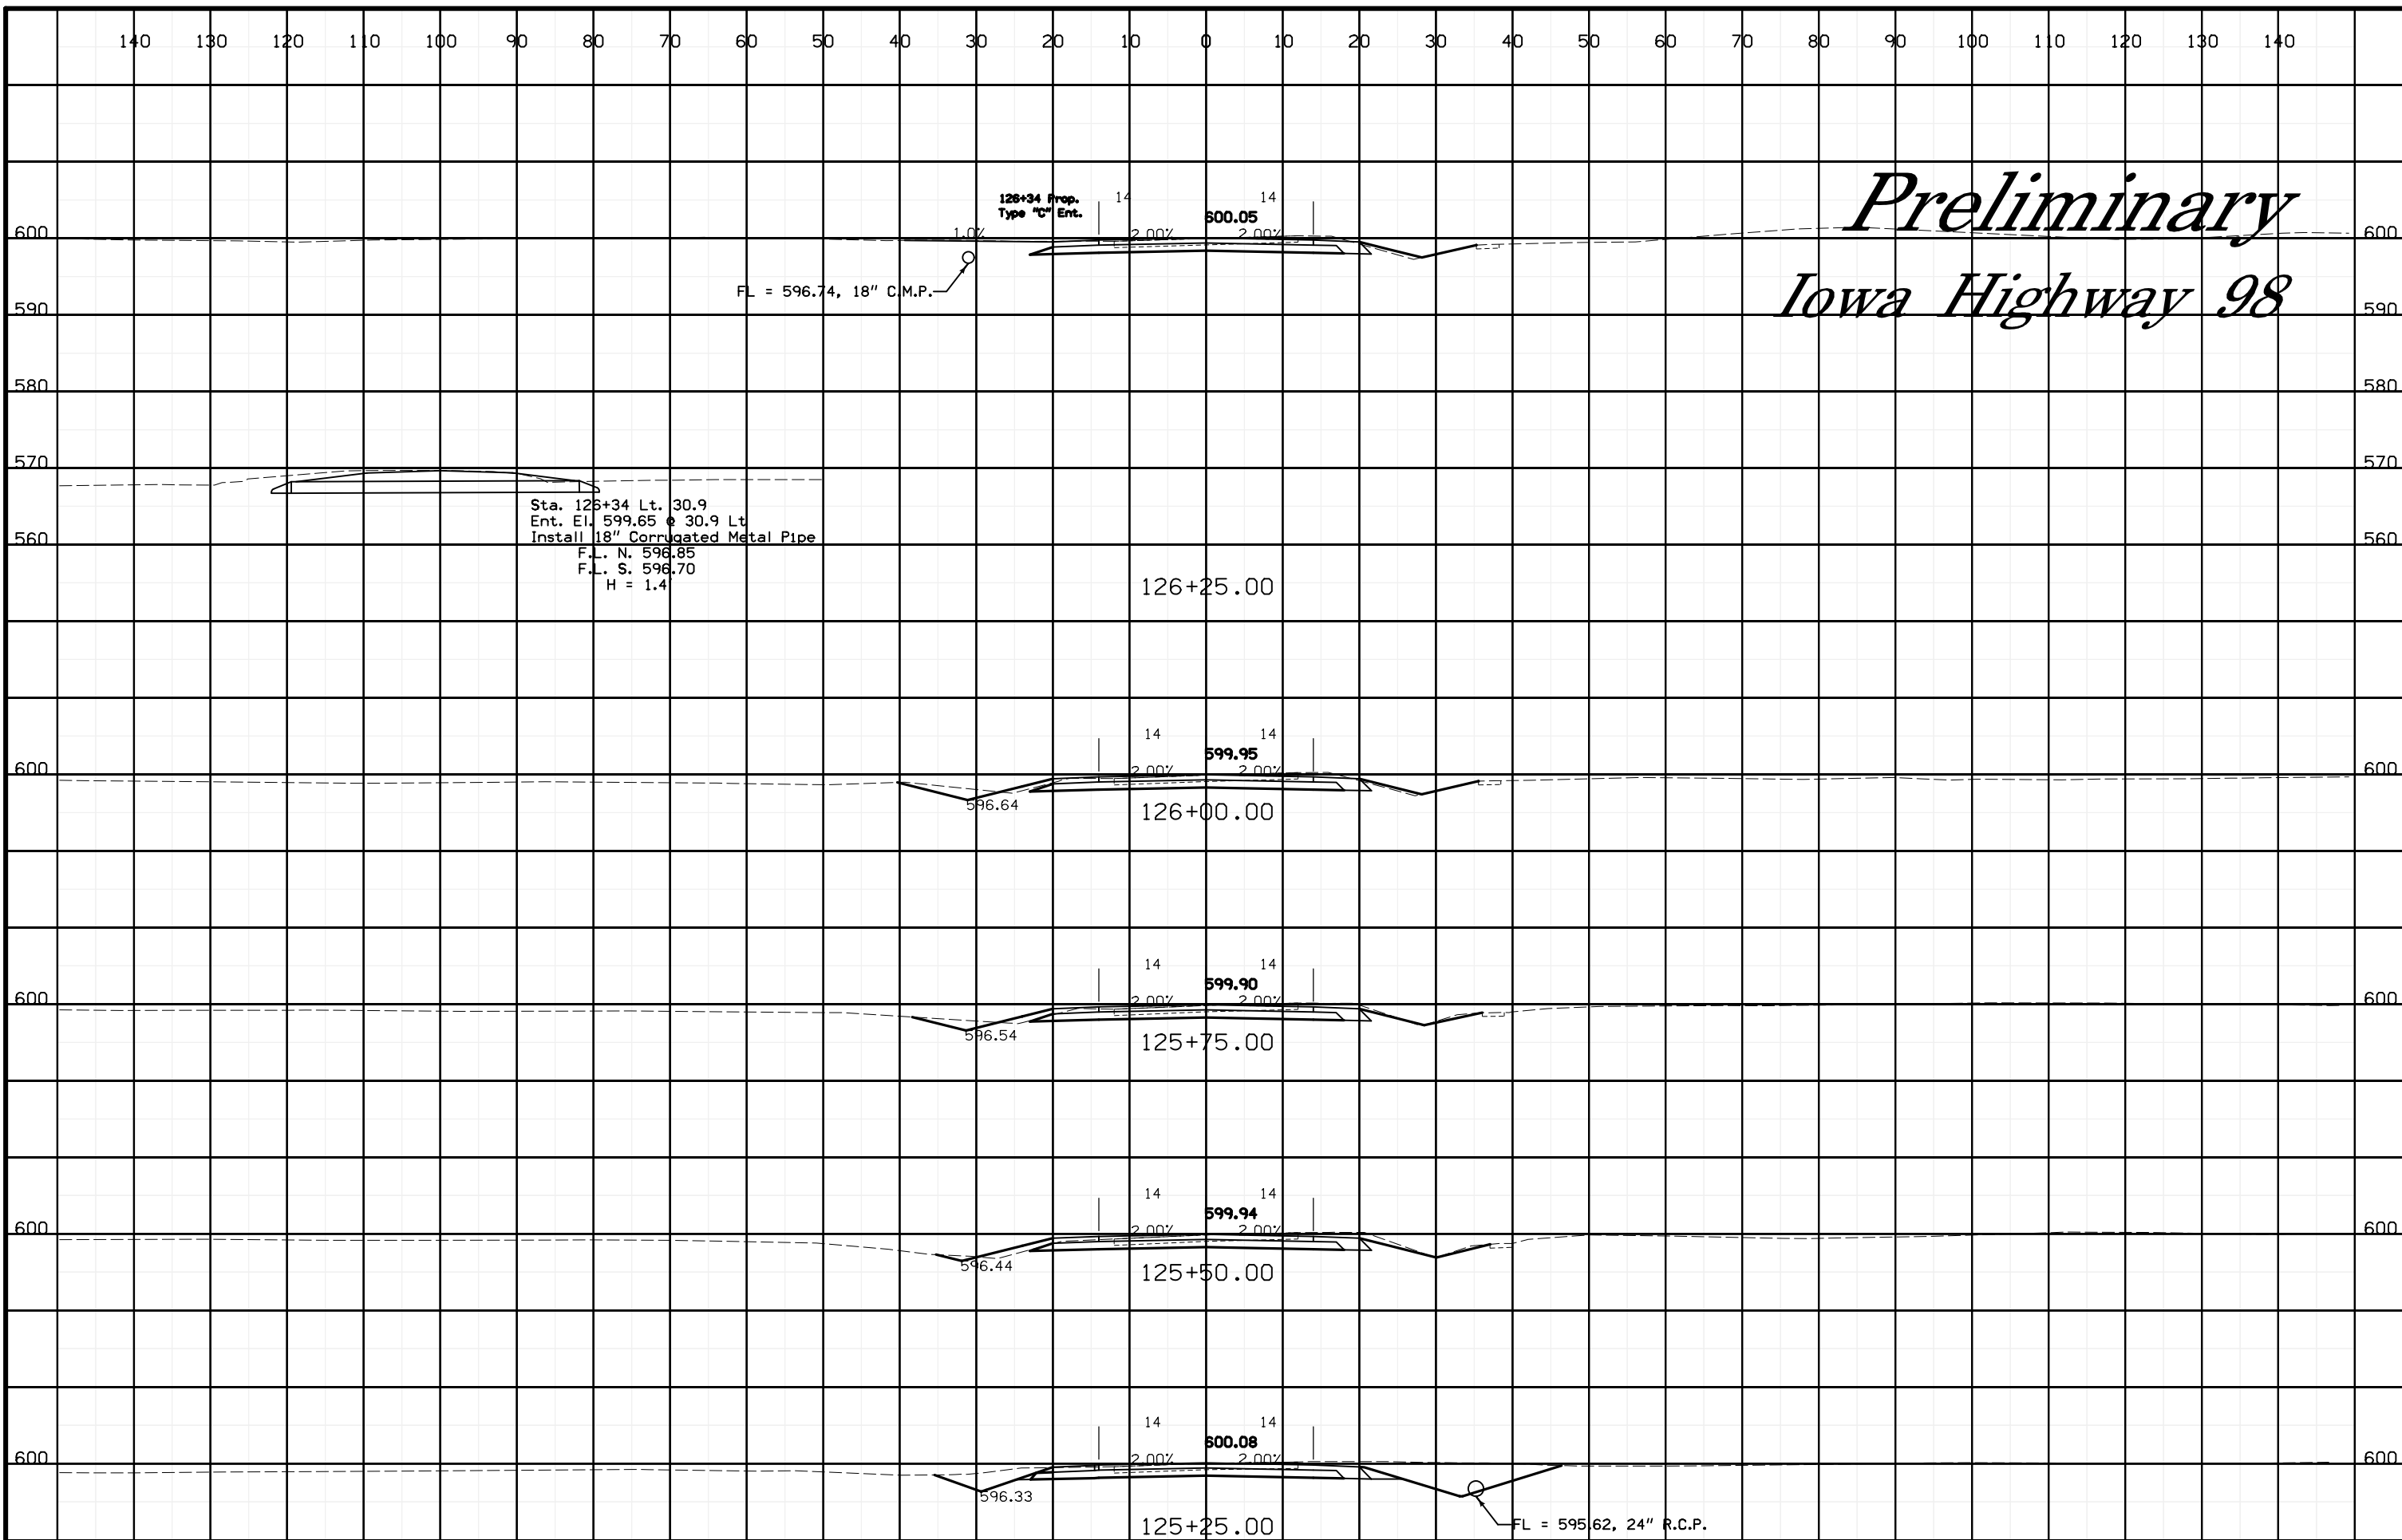 140 130 120 110 100 90 80 70 60 50 40 30 20 10 0 10 20 30 40 50 60 70 80 90 100 110 120 130 140
Preliminary
Iowa Highway 98
126+34 Prop.
Type "C" Ent.
14 14
600.05
600 1.0% 2.00% 2.00% 600
FL = 596.74, 18" C.M.P.
590 590
580 580
570 570
Sta. 126+34 Lt. 30.9
Ent. El. 599.65 @ 30.9 Lt
Install 18" Corrugated Metal Pipe
F.L. N. 596.85
F.L. S. 596.70
H = 1.4'
560 560
126+25.00
14 14
599.95
600 2.00% 2.00% 600
596.64
126+00.00
14 14
599.90
600 2.00% 2.00% 600
596.54
125+75.00
14 14
599.94
600 2.00% 2.00% 600
596.44
125+50.00
14 14
600.08
600 2.00% 2.00% 600
596.33
125+25.00
FL = 595.62, 24" R.C.P.